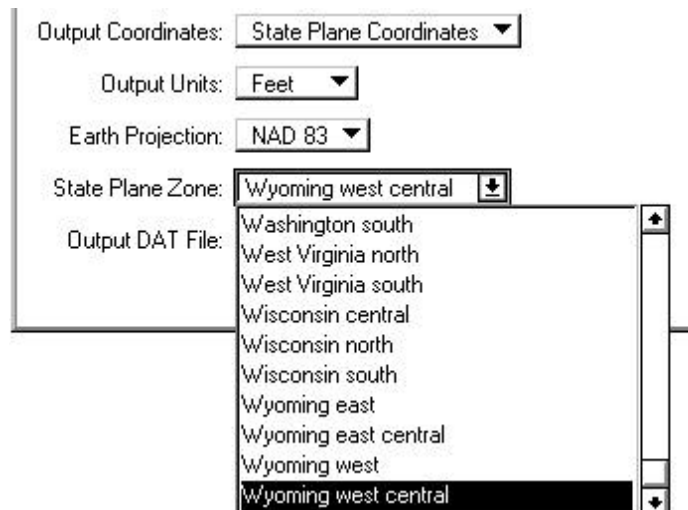 Output Coordinates: State Plane Coordinates
Output Units: Feet
Earth Projection: NAD 83
State Plane Zone: Wyoming west central
Output DAT File:
Washington south
West Virginia north
West Virginia south
Wisconsin central
Wisconsin north
Wisconsin south
Wyoming east
Wyoming east central
Wyoming west
Wyoming west central